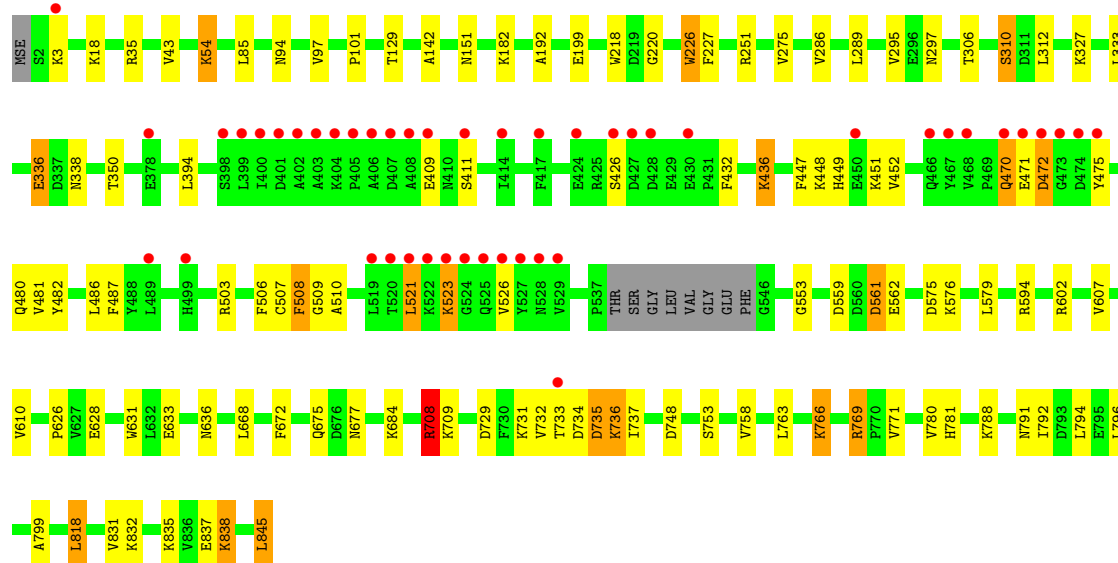 MSE S2 K3 K18 R35 V43 K54 L85 N94 V97 P101 T129 A142 N151 K182 A192 E199 W218 D219 G220 W226 F227 R251 V275 V286 L289 V295 E296 N297 T306 S310 D311 L312 K327 L333
E336 D337 N338 T350 E378 L394 S398 L399 I400 D401 A402 A403 K404 P405 A406 D407 A408 E409 N410 S411 I414 F417 E424 R425 S426 D427 D428 E429 E430 P431 F432 K436 F447 K448 H449 E450 K451 V452 Q466 Y467 V468 P469 Q470 E471 D472 G473 D474 Y475
Q480 V481 Y482 L486 F487 Y488 L489 H499 R503 F506 C507 F508 G509 A510 L519 T520 L521 K522 K523 G524 Q525 V526 Y527 N528 V529 P537 THR SER GLY LEU VAL GLY GLU PHE G546 G553 D559 D560 D561 E562 D575 K576 L579 R594 R602 V607
V610 P626 V627 E628 W631 L632 E633 N636 L668 F672 Q675 D676 N677 K684 R708 K709 D729 F730 K731 V732 T733 D734 D735 K736 I737 D748 S753 V758 L763 K766 R769 P770 V771 V780 H781 K788 N791 I792 D793 L794 E795
A799 L818 V831 K832 K835 V836 E837 K838 L845